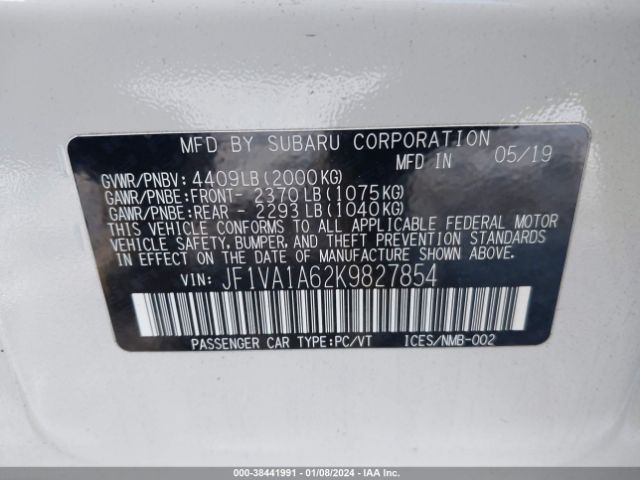 MFD BY SUBARU CORPORATION
MFD IN 05/19
GVWR/PNBV: 4409LB(2000KG)
GAWR/PNBE:FRONT- 2370LB(1075KG)
GAWR/PNBE:REAR - 2293LB(1040KG)
THIS VEHICLE CONFORMS TO ALL APPLICABLE FEDERAL MOTOR
VEHICLE SAFETY, BUMPER, AND THEFT PREVENTION STANDARDS
IN EFFECT ON THE DATE OF MANUFACTURE SHOWN ABOVE.
VIN: JF1VA1A62K9827854
PASSENGER CAR TYPE:PC/VT ICES/NMB-002
000-38441991 - 01/08/2024 - IAAI.COM